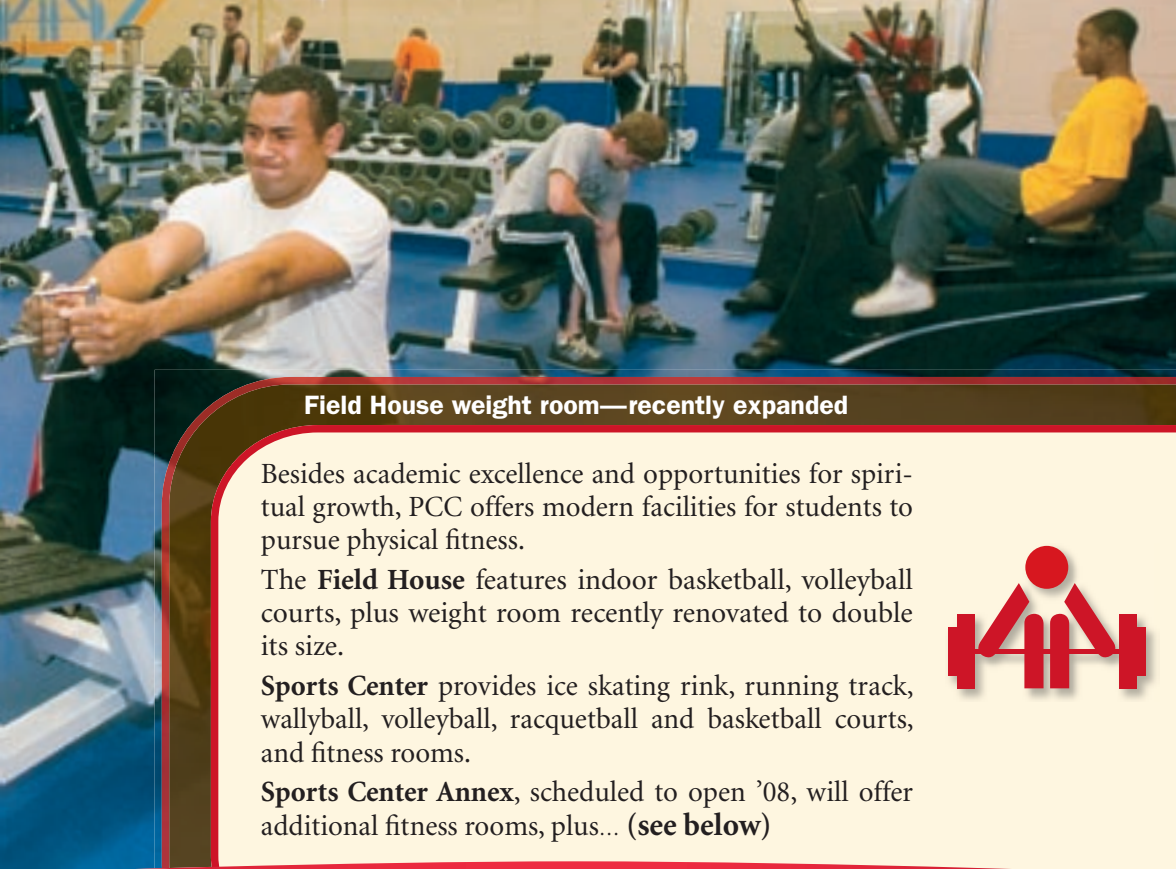 Field House weight room—recently expanded
Besides academic excellence and opportunities for spiri-
tual growth, PCC offers modern facilities for students to
pursue physical fitness.
The Field House features indoor basketball, volleyball
courts, plus weight room recently renovated to double
its size.
Sports Center provides ice skating rink, running track,
wallyball, volleyball, racquetball and basketball courts,
and fitness rooms.
Sports Center Annex, scheduled to open ’08, will offer
additional fitness rooms, plus... (see below)